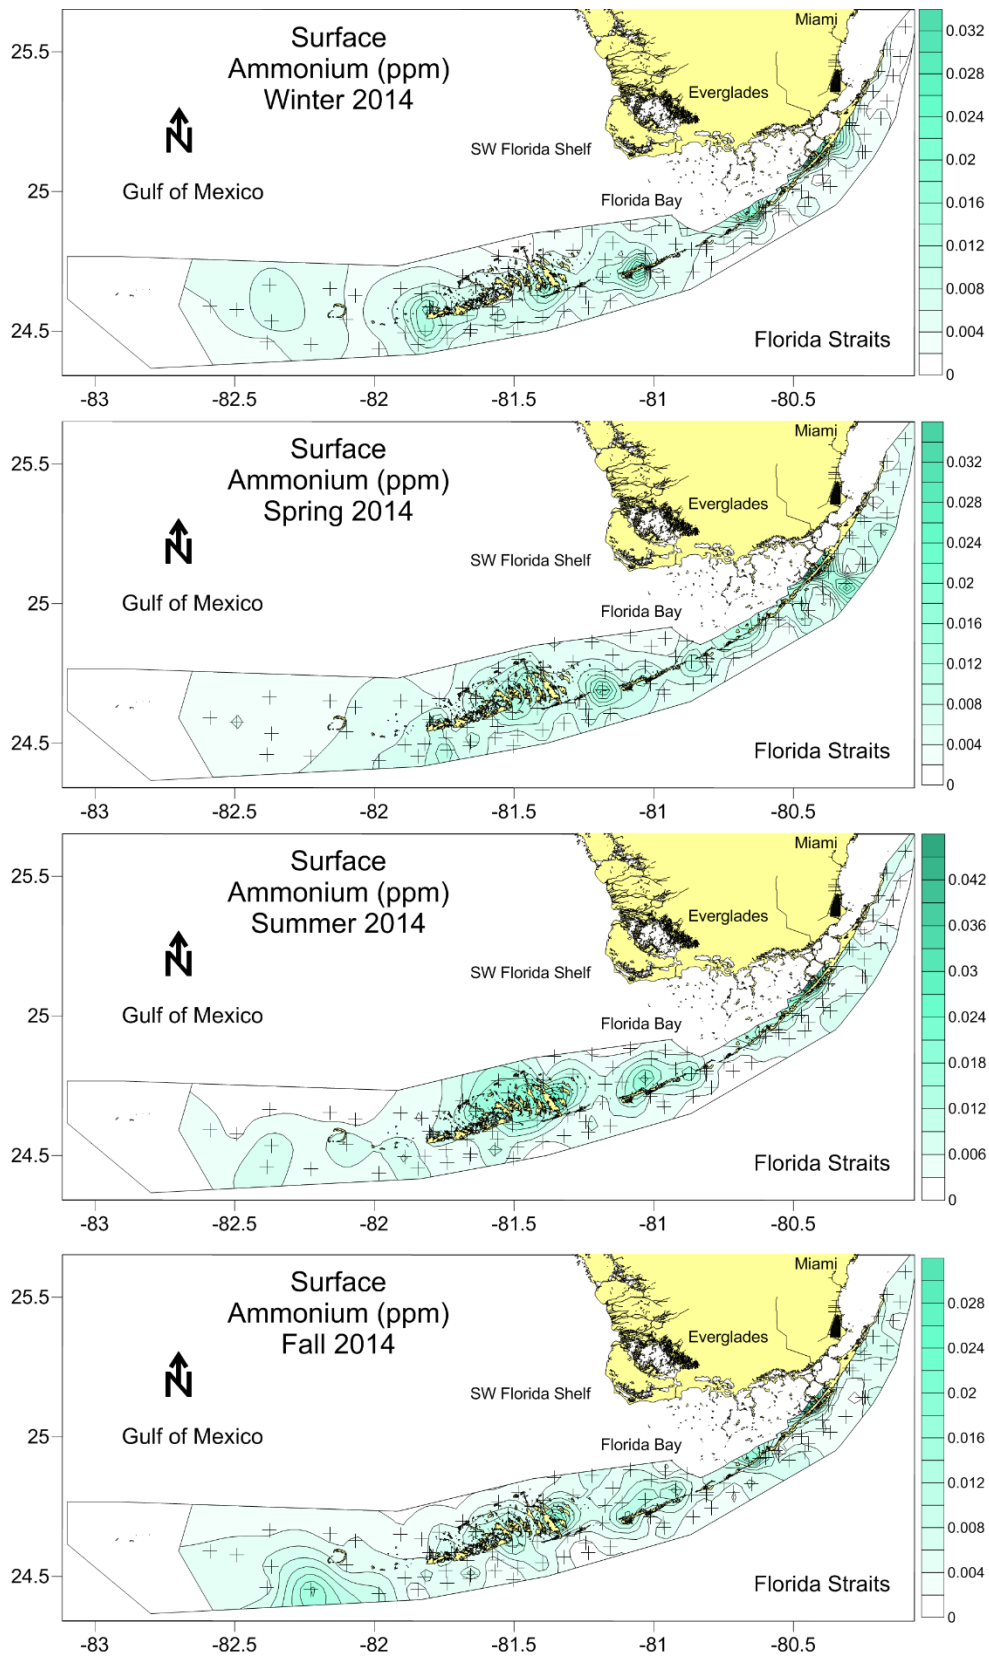 Surface
Ammonium (ppm)
Winter 2014
N
Gulf of Mexico
Miami
Everglades
SW Florida Shelf
Florida Bay
Florida Straits
25.5
25
24.5
-83
-82.5
-82
-81.5
-81
-80.5
0.032
0.028
0.024
0.02
0.016
0.012
0.008
0.004
0
Surface
Ammonium (ppm)
Spring 2014
N
Gulf of Mexico
Miami
Everglades
SW Florida Shelf
Florida Bay
Florida Straits
25.5
25
24.5
-83
-82.5
-82
-81.5
-81
-80.5
0.032
0.028
0.024
0.02
0.016
0.012
0.008
0.004
0
Surface
Ammonium (ppm)
Summer 2014
N
Gulf of Mexico
Miami
Everglades
SW Florida Shelf
Florida Bay
Florida Straits
25.5
25
24.5
-83
-82.5
-82
-81.5
-81
-80.5
0.042
0.036
0.03
0.024
0.018
0.012
0.006
0
Surface
Ammonium (ppm)
Fall 2014
N
Gulf of Mexico
Miami
Everglades
SW Florida Shelf
Florida Bay
Florida Straits
25.5
25
24.5
-83
-82.5
-82
-81.5
-81
-80.5
0.028
0.024
0.02
0.016
0.012
0.008
0.004
0